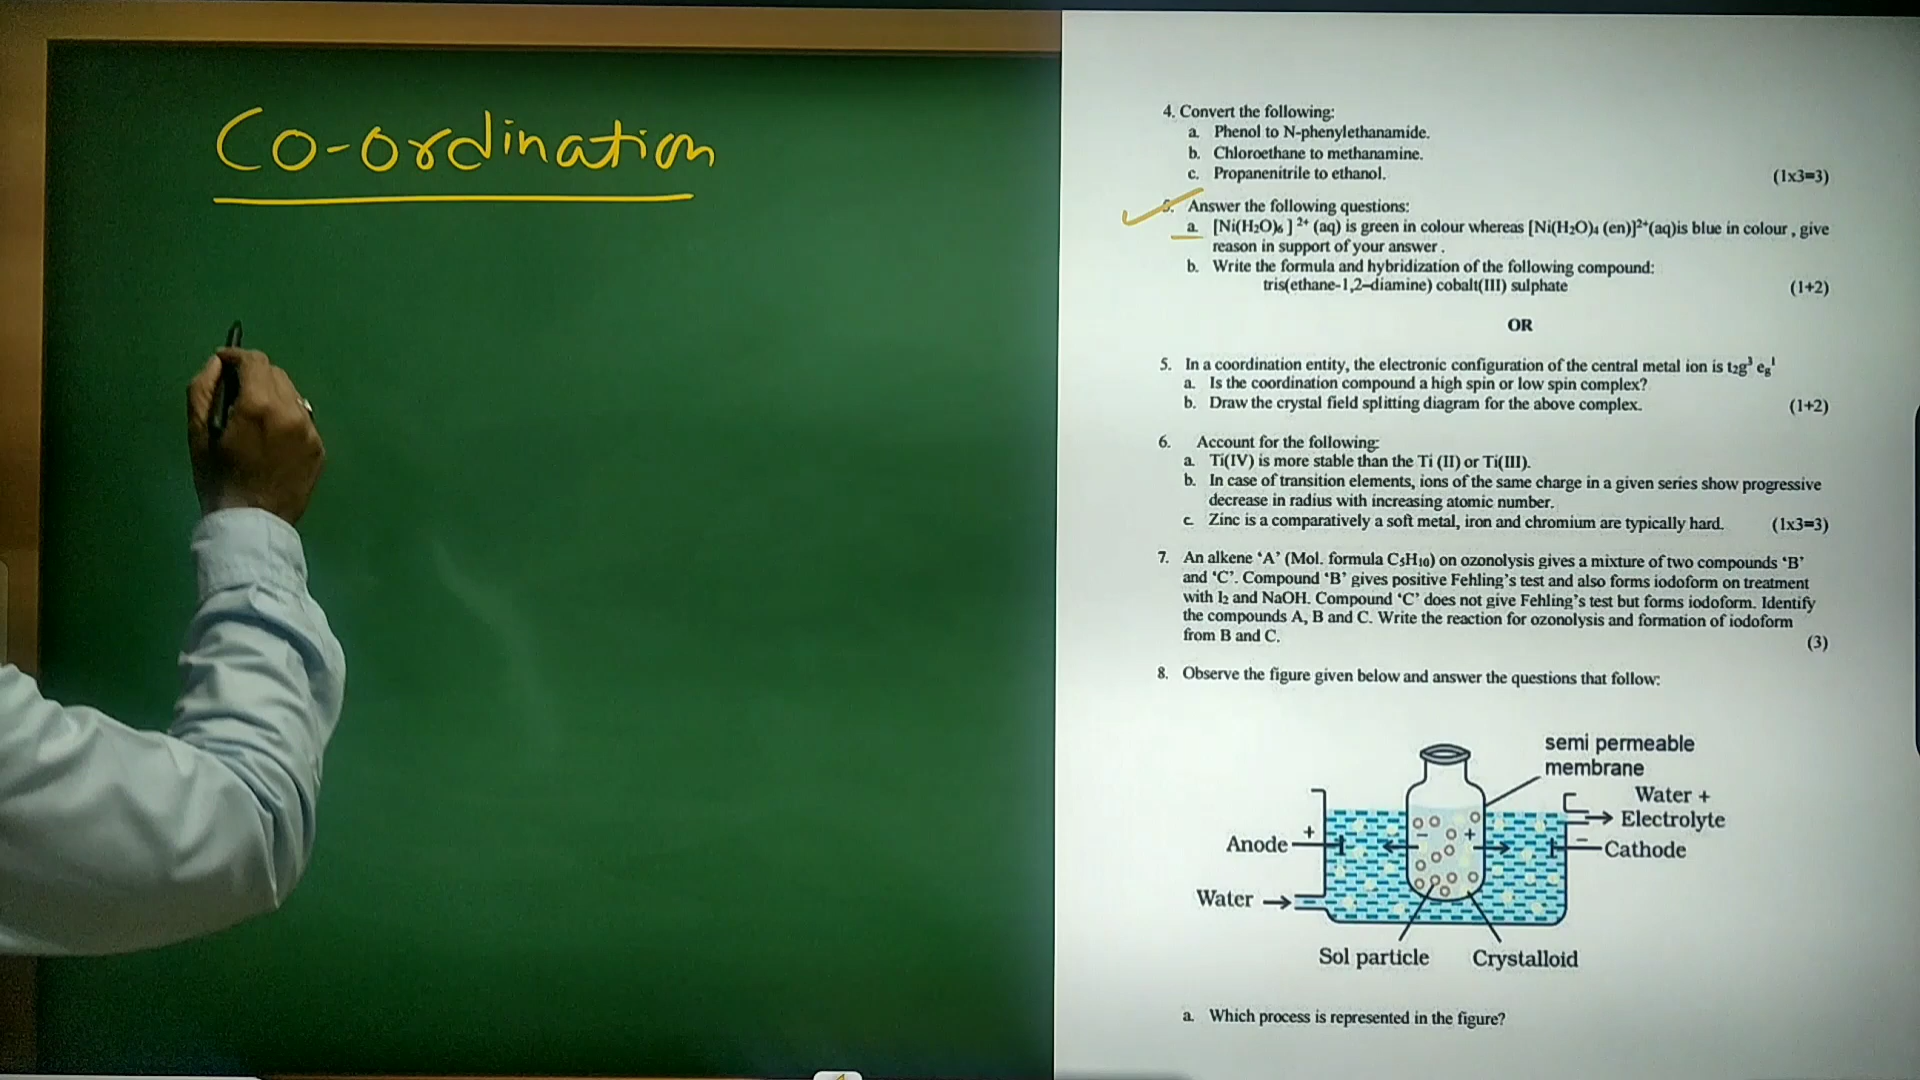 Co-ordination
4. Convert the following:
a. Phenol to N-phenylethanamide.
b. Chloroethane to methanamine.
c. Propanenitrile to ethanol. (1x3=3)
5. Answer the following questions:
a. [Ni(H₂O)₆ ] ²⁺ (aq) is green in colour whereas [Ni(H₂O)₄ (en)]²⁺(aq)is blue in colour , give
reason in support of your answer .
b. Write the formula and hybridization of the following compound:
tris(ethane-1,2–diamine) cobalt(III) sulphate (1+2)
OR
5. In a coordination entity, the electronic configuration of the central metal ion is t₂g³ eg¹
a. Is the coordination compound a high spin or low spin complex?
b. Draw the crystal field splitting diagram for the above complex. (1+2)
6. Account for the following:
a. Ti(IV) is more stable than the Ti (II) or Ti(III).
b. In case of transition elements, ions of the same charge in a given series show progressive
decrease in radius with increasing atomic number.
c. Zinc is a comparatively a soft metal, iron and chromium are typically hard. (1x3=3)
7. An alkene ‘A’ (Mol. formula C₅H₁₀) on ozonolysis gives a mixture of two compounds ‘B’
and ‘C’. Compound ‘B’ gives positive Fehling’s test and also forms iodoform on treatment
with I₂ and NaOH. Compound ‘C’ does not give Fehling’s test but forms iodoform. Identify
the compounds A, B and C. Write the reaction for ozonolysis and formation of iodoform
from B and C. (3)
8. Observe the figure given below and answer the questions that follow:
semi permeable
membrane
Water +
Electrolyte
Anode +
− Cathode
− +
Water
Sol particle
Crystalloid
a. Which process is represented in the figure?